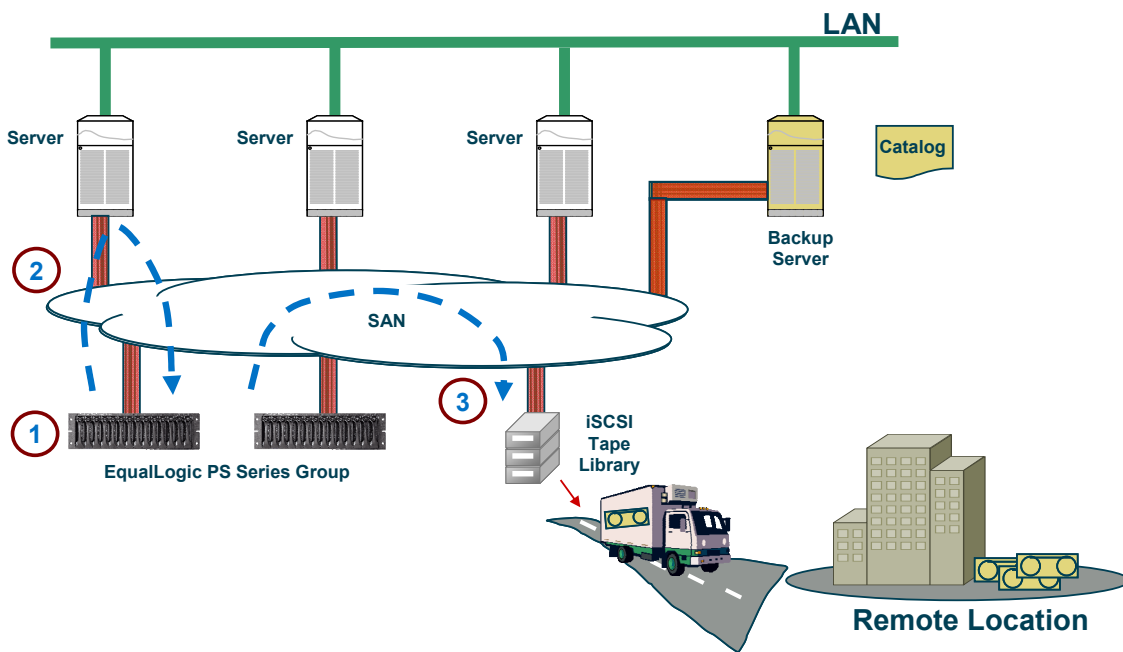 LAN
Server
Server
Server
Catalog
Backup
Server
2
SAN
1
3
iSCSI
Tape
Library
EqualLogic PS Series Group
Remote Location